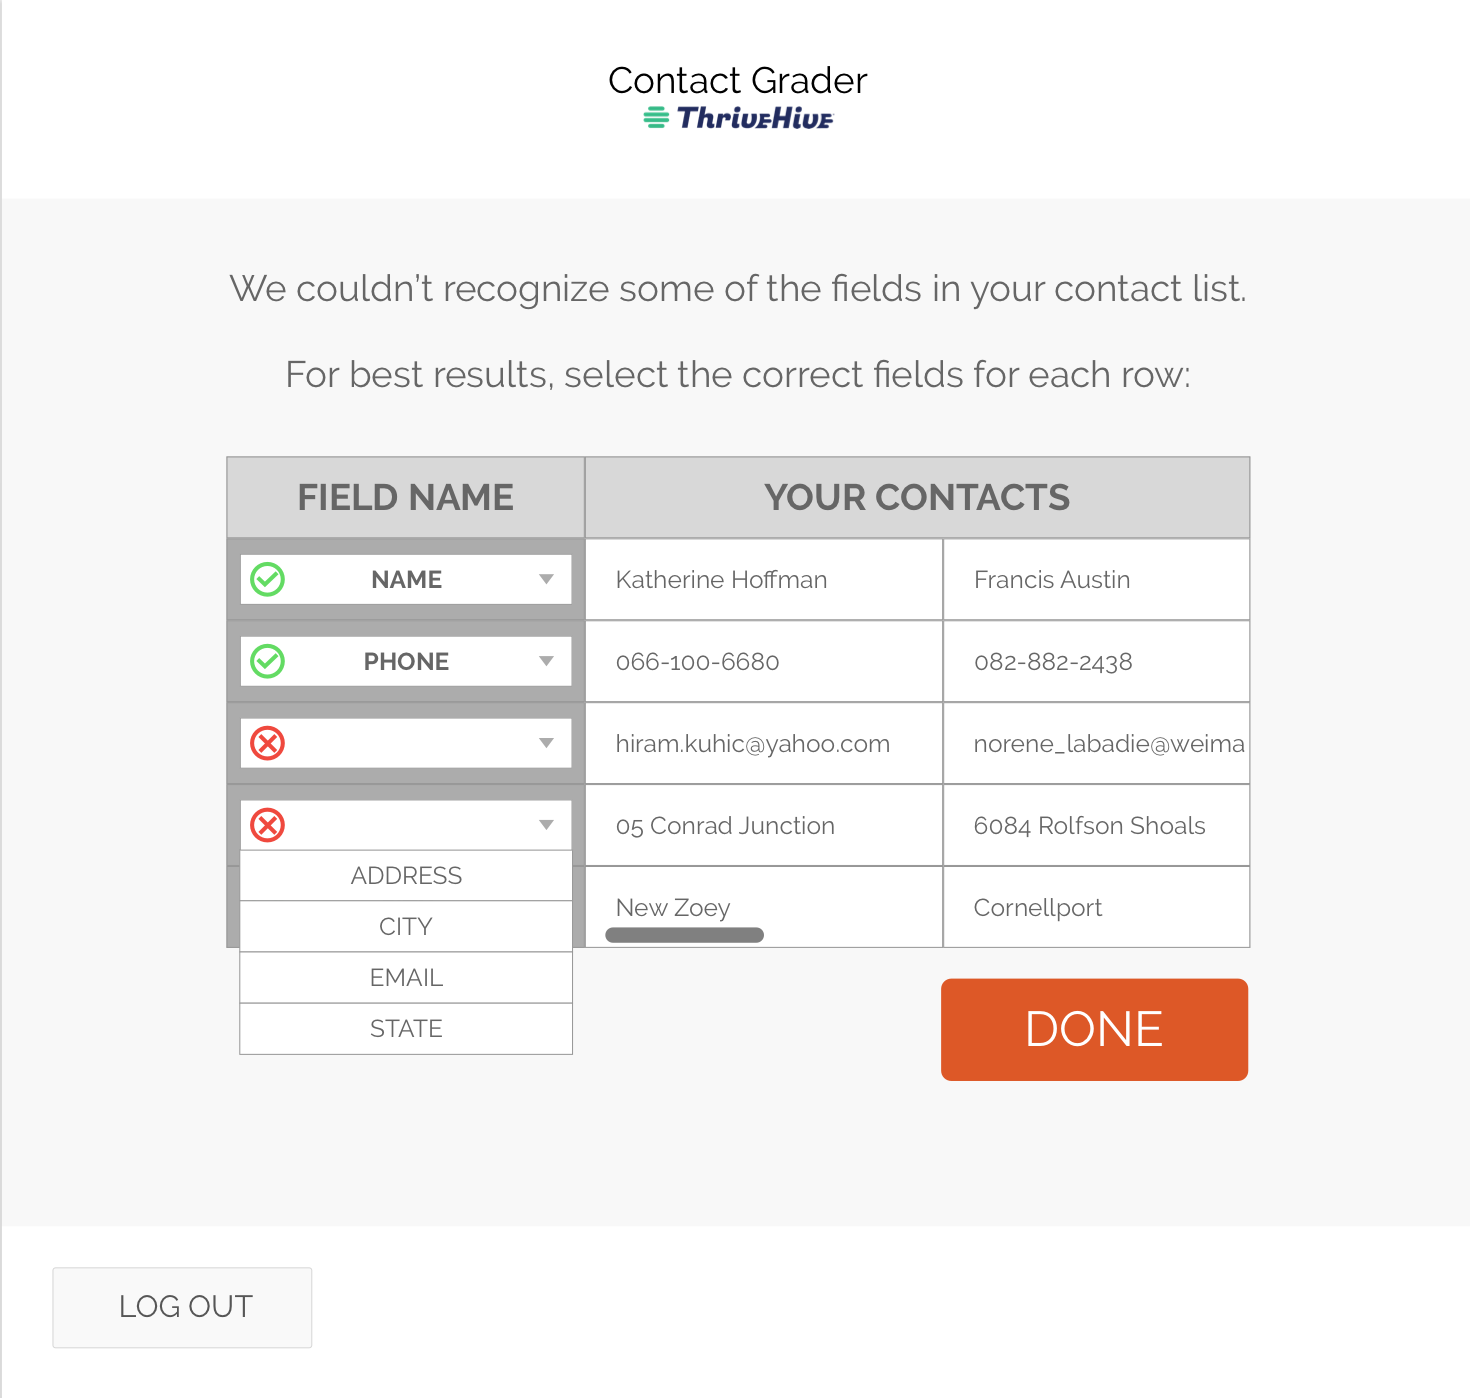 Contact Grader
ThriveHive
We couldn’t recognize some of the fields in your contact list.
For best results, select the correct fields for each row:
FIELD NAME YOUR CONTACTS
NAME Katherine Hoffman Francis Austin
PHONE 066-100-6680 082-882-2438
hiram.kuhic@yahoo.com norene_labadie@weima
05 Conrad Junction 6084 Rolfson Shoals
ADDRESS
New Zoey Cornellport
CITY
EMAIL
STATE
DONE
LOG OUT